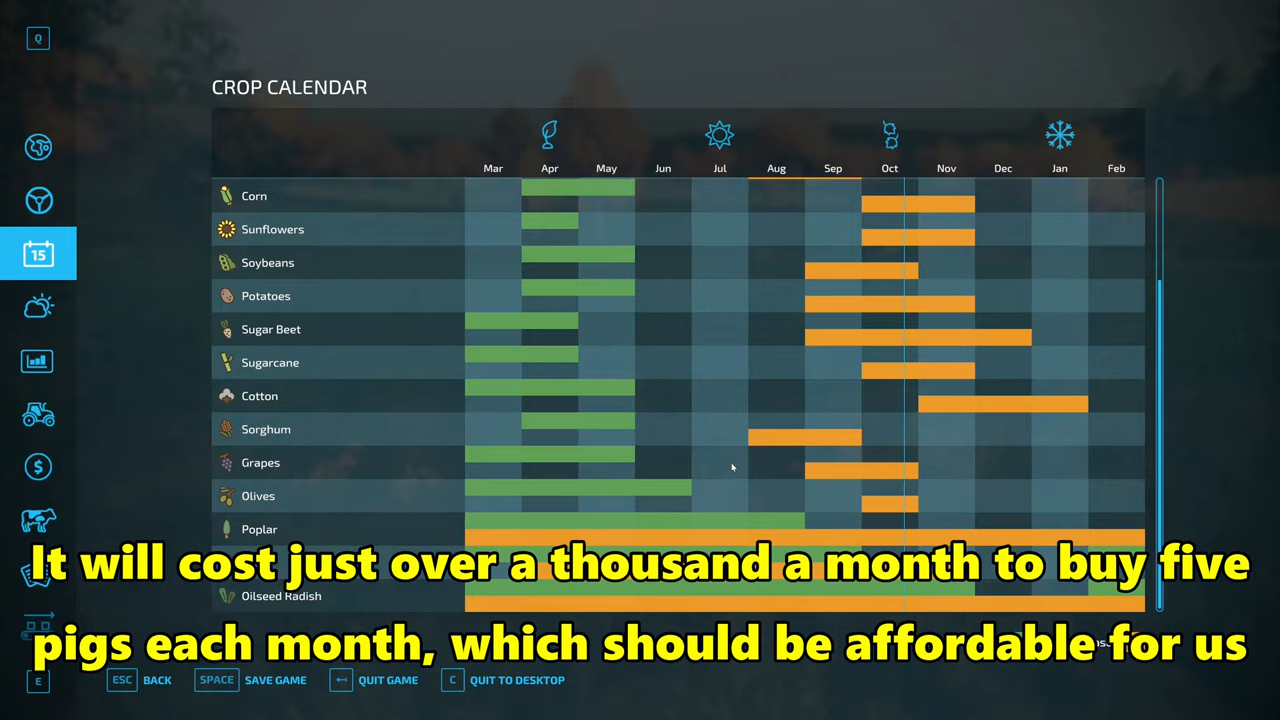 Q
CROP CALENDAR
Mar Apr May Jun Jul Aug Sep Oct Nov Dec Jan Feb
Corn
Sunflowers
15
Soybeans
Potatoes
Sugar Beet
Sugarcane
Cotton
Sorghum
Grapes
$
Olives
Poplar
It will cost just over a thousand a month to buy five
Oilseed Radish
pigs each month, which should be affordable for us
E
ESC BACK SPACE SAVE GAME QUIT GAME C QUIT TO DESKTOP